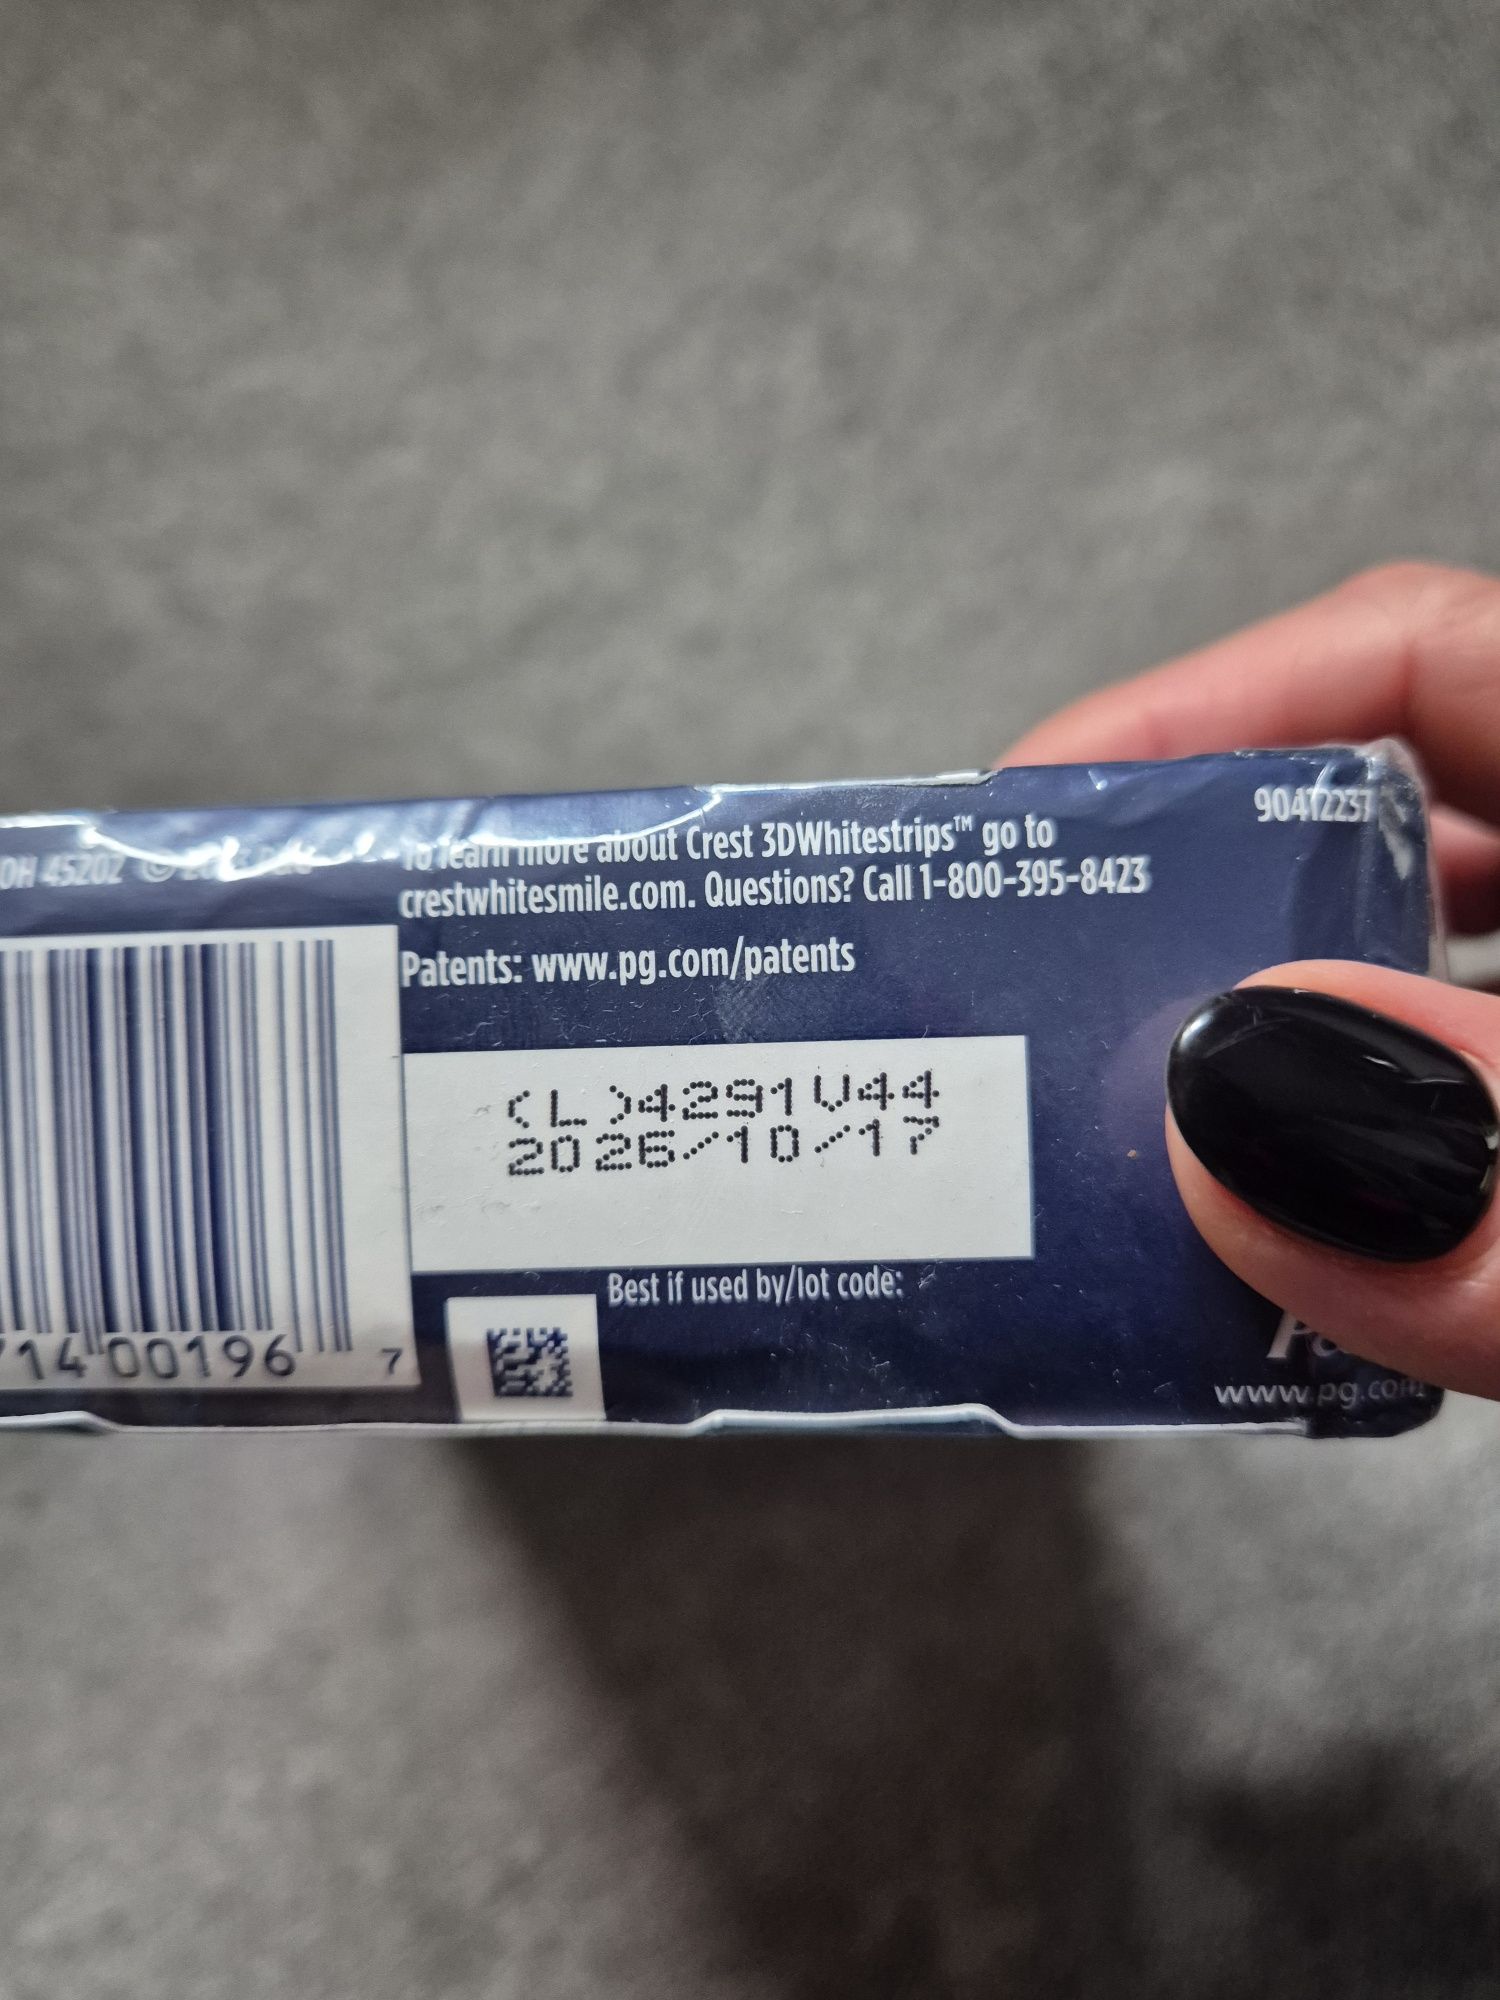 OH 45202 ©
To learn more about Crest 3DWhitestrips™ go to
crestwhitesmile.com. Questions? Call 1-800-395-8423
Patents: www.pg.com/patents
90472237
(L)4291V44
2026/10/17
Best if used by/lot code:
714 00196 7
www.pg.com